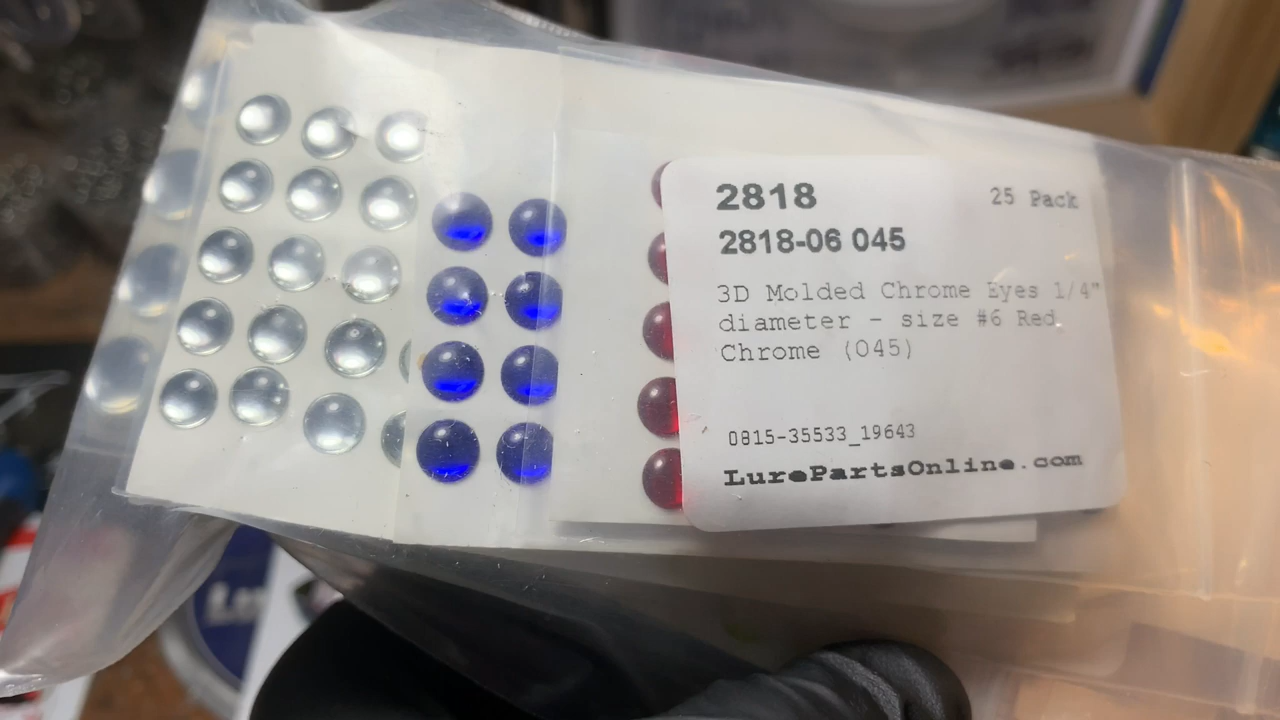 2818
25 Pack
2818-06 045
3D Molded Chrome Eyes 1/4"
diameter - size #6 Red
Chrome (045)
0815-35533_19643
LurePartsOnline.com